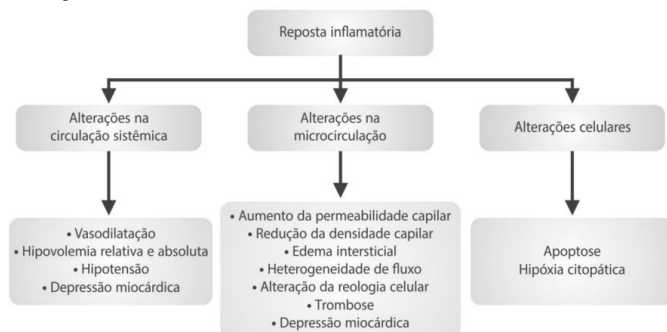 Reposta inflamatória
Alterações na
circulação sistêmica
Alterações na
microcirculação
Alterações celulares
• Vasodilatação
• Hipovolemia relativa e absoluta
• Hipotensão
• Depressão miocárdica
• Aumento da permeabilidade capilar
• Redução da densidade capilar
• Edema intersticial
• Heterogeneidade de fluxo
• Alteração da reologia celular
• Trombose
• Depressão miocárdica
Apoptose
Hipóxia citopática